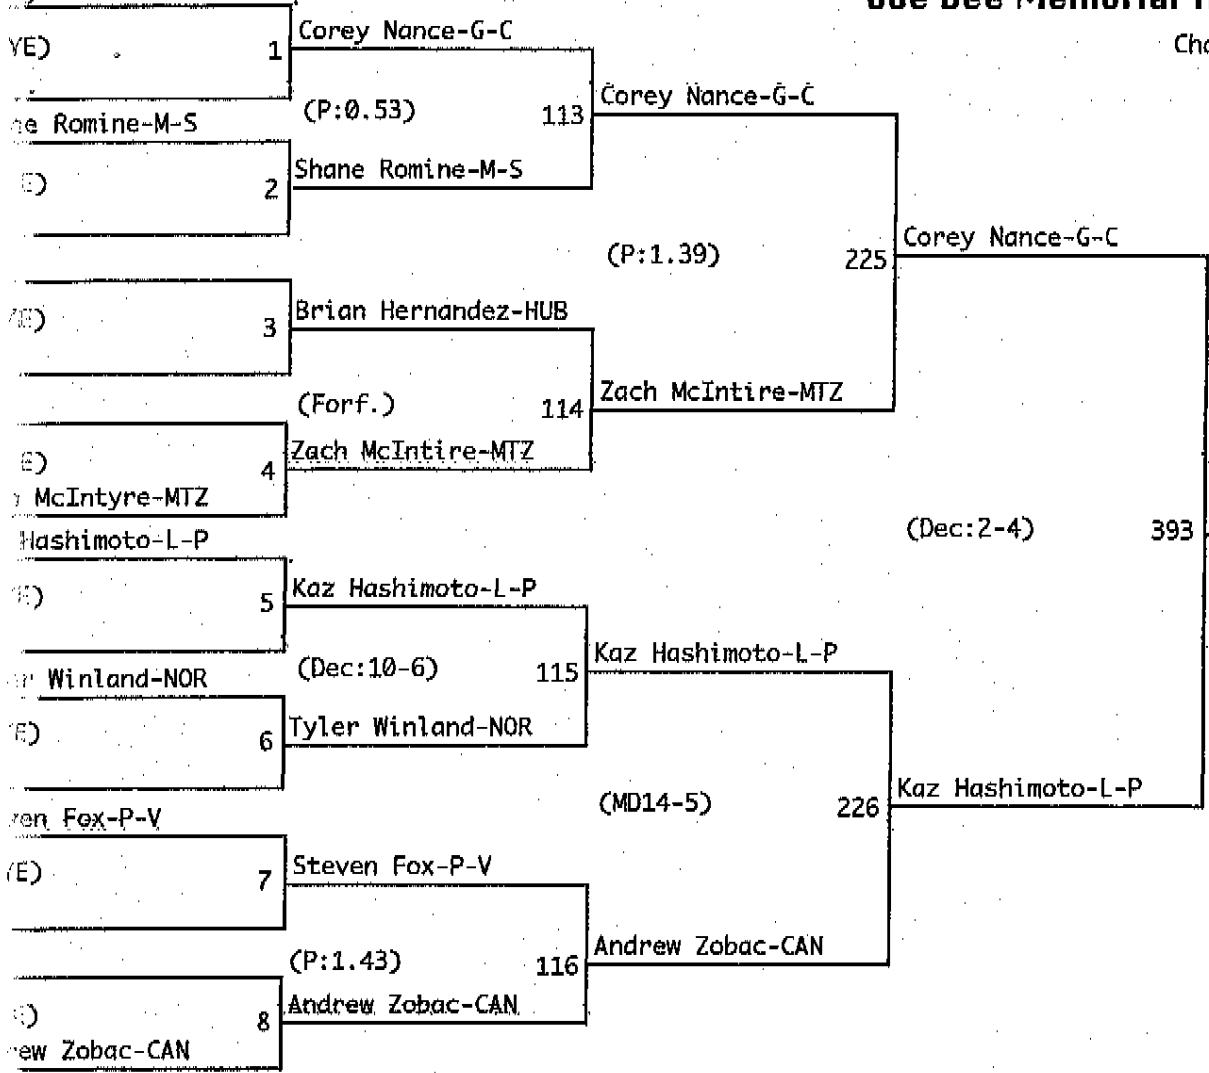 Memorial
Corey Nance-G-C
YE) 1
Corey Nance-G-C
(P:0.53) 113
Romine-M-S
Shane Romine-M-S
2
Corey Nance-G-C
(P:1.39) 225
Brian Hernandez-HUB
3
Zach McIntire-MTZ
(Forf.) 114
Zach McIntire-MTZ
4
McIntyre-MTZ
(Dec:2-4) 393
Hashimoto-L-P
Kaz Hashimoto-L-P
5
Kaz Hashimoto-L-P
(Dec:10-6) 115
Winland-NOR
Tyler Winland-NOR
6
Kaz Hashimoto-L-P
(MD14-5) 226
Fox-P-V
Steven Fox-P-V
7
Andrew Zobac-CAN
(P:1.43) 116
Andrew Zobac-CAN
8
Zobac-CAN